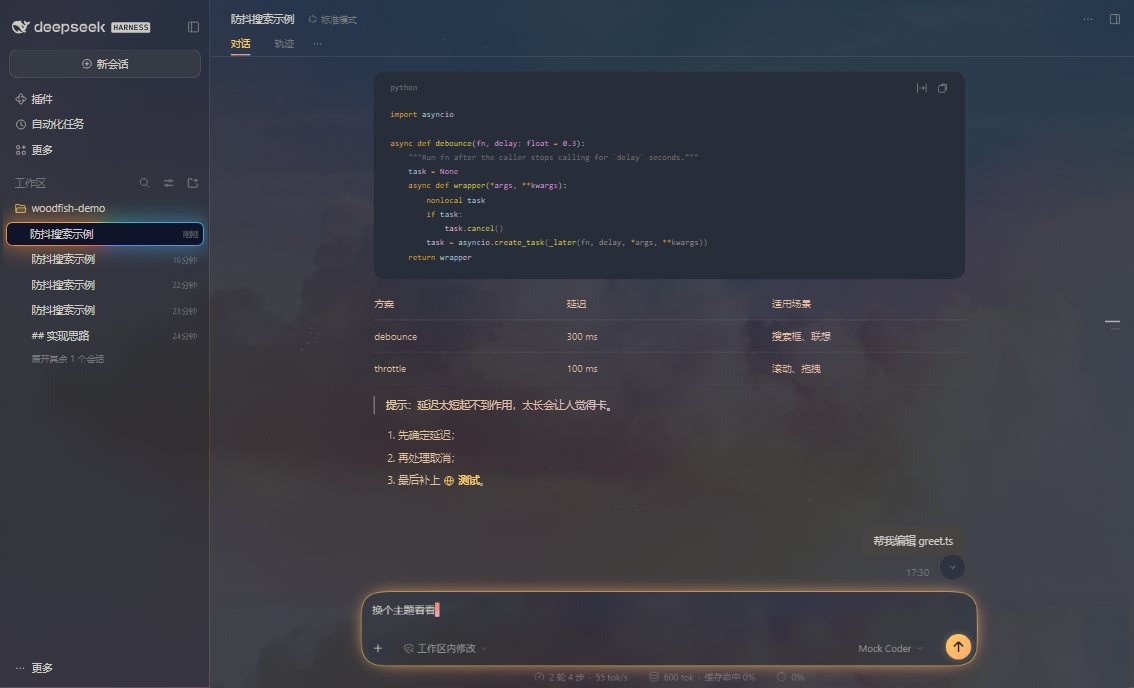 deepseek HARNESS
新会话
插件
自动化任务
更多
工作区
woodfish-demo
防抖搜索示例 刚刚
防抖搜索示例 16分钟
防抖搜索示例 22分钟
防抖搜索示例 23分钟
## 实现思路 24分钟
展开其余 1 个会话
更多
防抖搜索示例 标准模式
对话 轨迹 ···
python
import asyncio
async def debounce(fn, delay: float = 0.3):
"""Run fn after the caller stops calling for `delay` seconds."""
task = None
async def wrapper(*args, **kwargs):
nonlocal task
if task:
task.cancel()
task = asyncio.create_task(_later(fn, delay, *args, **kwargs))
return wrapper
方案 延迟 适用场景
debounce 300 ms 搜索框、联想
throttle 100 ms 滚动、拖拽
提示：延迟太短起不到作用，太长会让人觉得卡。
1. 先确定延迟；
2. 再处理取消；
3. 最后补上 测试。
帮我编辑 greet.ts
17:30
换个主题看看
工作区内修改 Mock Coder
2 轮 4 步 · 55 tok/s 600 tok · 缓存命中 0% 0%